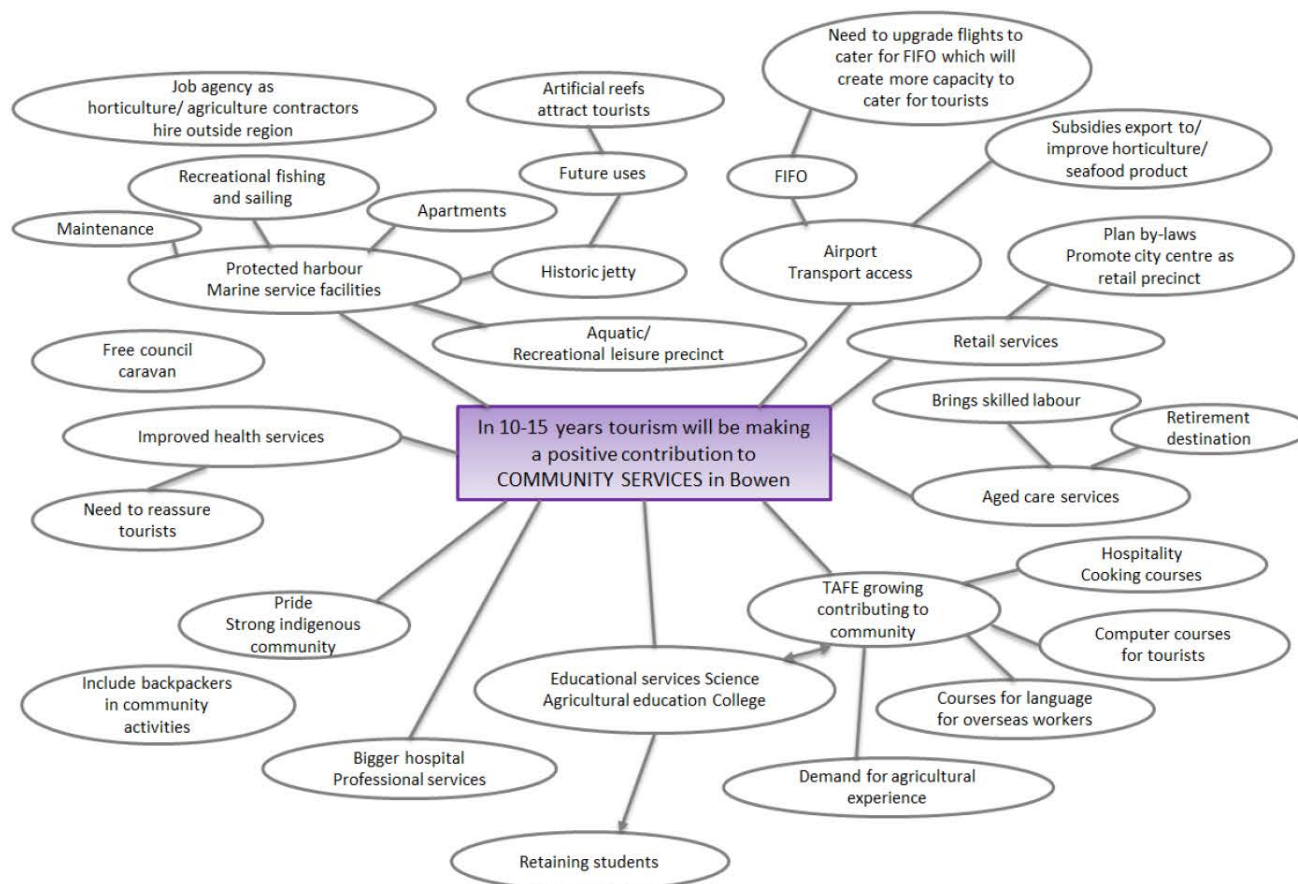 Need to upgrade flights to
cater for FIFO which will
create more capacity to
cater for tourists
Job agency as
horticulture/ agriculture contractors
hire outside region
Artificial reefs
attract tourists
Subsidies export to/
improve horticulture/
seafood product
Recreational fishing
and sailing
Future uses
FIFO
Maintenance
Apartments
Protected harbour
Marine service facilities
Historic jetty
Airport
Transport access
Plan by-laws
Promote city centre as
retail precinct
Free council
caravan
Aquatic/
Recreational leisure precinct
Retail services
Brings skilled labour
Retirement
destination
Improved health services
In 10-15 years tourism will be making
a positive contribution to
COMMUNITY SERVICES in Bowen
Aged care services
Need to reassure
tourists
Hospitality
Cooking courses
Pride
Strong indigenous
community
TAFE growing
contributing to
community
Computer courses
for tourists
Include backpackers
in community
activities
Educational services Science
Agricultural education College
Courses for language
for overseas workers
Bigger hospital
Professional services
Demand for agricultural
experience
Retaining students